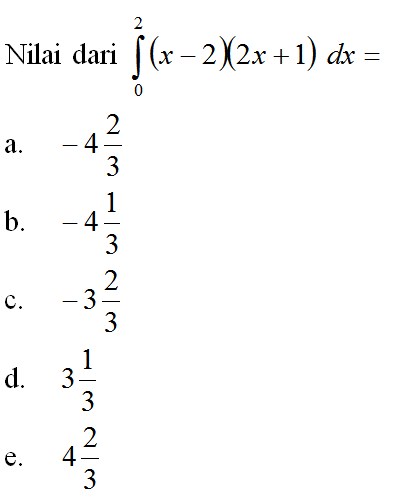 Nilai dari ∫₀² (x − 2)(2x + 1) dx =
a. − 4 2/3
b. − 4 1/3
c. − 3 2/3
d. 3 1/3
e. 4 2/3